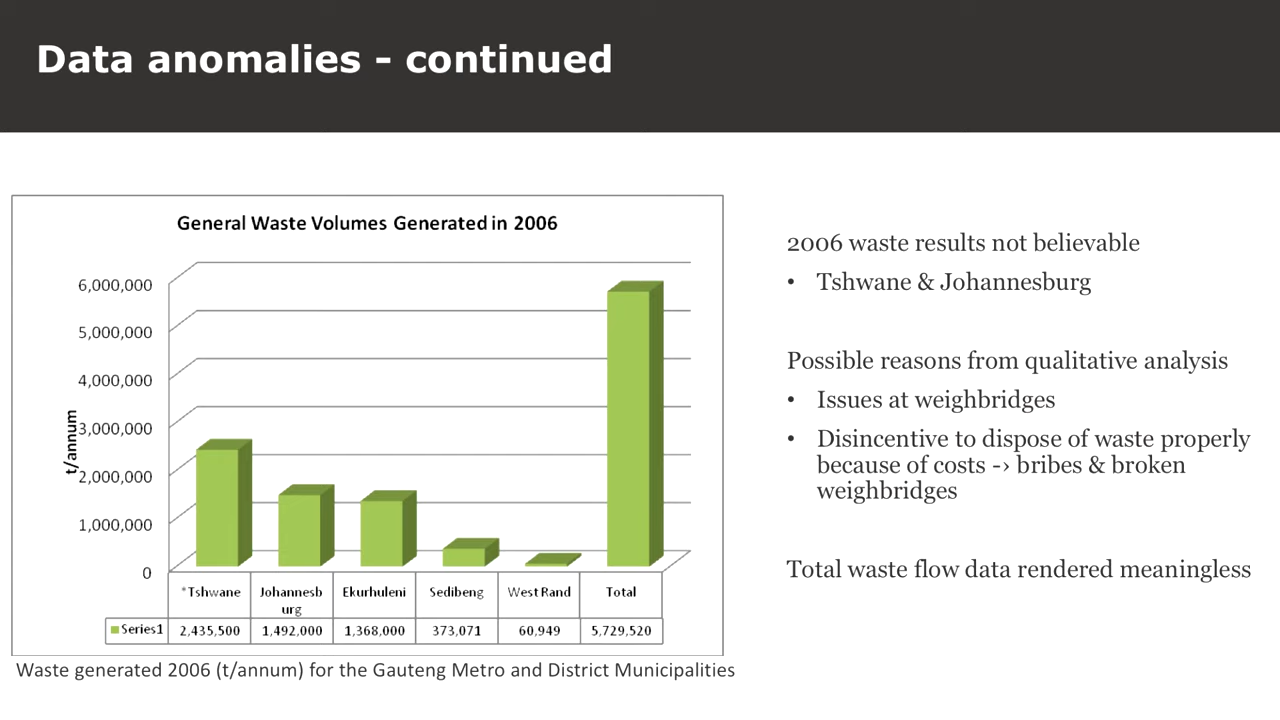 Data anomalies - continued
General Waste Volumes Generated in 2006
6,000,000
5,000,000
4,000,000
3,000,000
2,000,000
1,000,000
0
t/annum
*Tshwane Johannesb Ekurhuleni Sedibeng West Rand Total
urg
Series1 2,435,500 1,492,000 1,368,000 373,071 60,949 5,729,520
Waste generated 2006 (t/annum) for the Gauteng Metro and District Municipalities
2006 waste results not believable
• Tshwane & Johannesburg
Possible reasons from qualitative analysis
• Issues at weighbridges
• Disincentive to dispose of waste properly
because of costs -› bribes & broken
weighbridges
Total waste flow data rendered meaningless